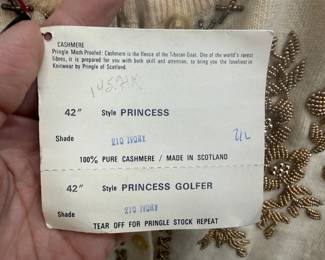 CASHMERE
Pringle Moth Proofed: Cashmere is the fleece of the Tibetan Goat. One of the world's rarest
fibres, it is prepared for you with both skill and attention, to bring you the loveliest in
Knitwear by Pringle of Scotland.
42" Style PRINCESS
Shade 210 IVORY
100% PURE CASHMERE / MADE IN SCOTLAND
42" Style PRINCESS GOLFER
Shade 210 IVORY
TEAR OFF FOR PRINGLE STOCK REPEAT